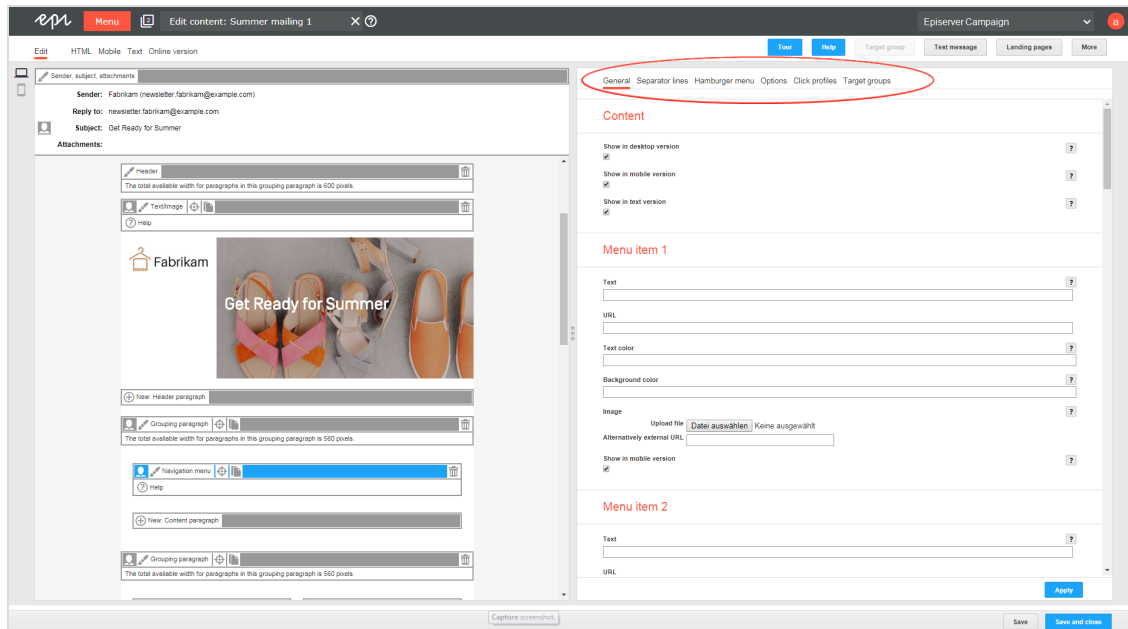 epi Menu 2 Edit content: Summer mailing 1 X ? Episerver Campaign a
Edit HTML Mobile Text Online version Tour Help Target group Text message Landing pages More
Sender, subject, attachments
Sender: Fabrikam (newsletter.fabrikam@example.com)
Reply to: newsletter.fabrikam@example.com
Subject: Get Ready for Summer
Attachments:
Header
The total available width for paragraphs in this grouping paragraph is 600 pixels.
Text/Image
? Help
Fabrikam
Get Ready for Summer
New: Header paragraph
Grouping paragraph
The total available width for paragraphs in this grouping paragraph is 560 pixels.
Navigation menu
? Help
New: Content paragraph
Grouping paragraph
The total available width for paragraphs in this grouping paragraph is 560 pixels.
General Separator lines Hamburger menu Options Click profiles Target groups
Content
Show in desktop version ?
Show in mobile version ?
Show in text version ?
Menu item 1
Text ?
URL
Text color ?
Background color ?
Image ?
Upload file Datei auswählen Keine ausgewählt
Alternatively external URL
Show in mobile version ?
Menu item 2
Text ?
URL
Apply
Capture screenshot.
Save Save and close